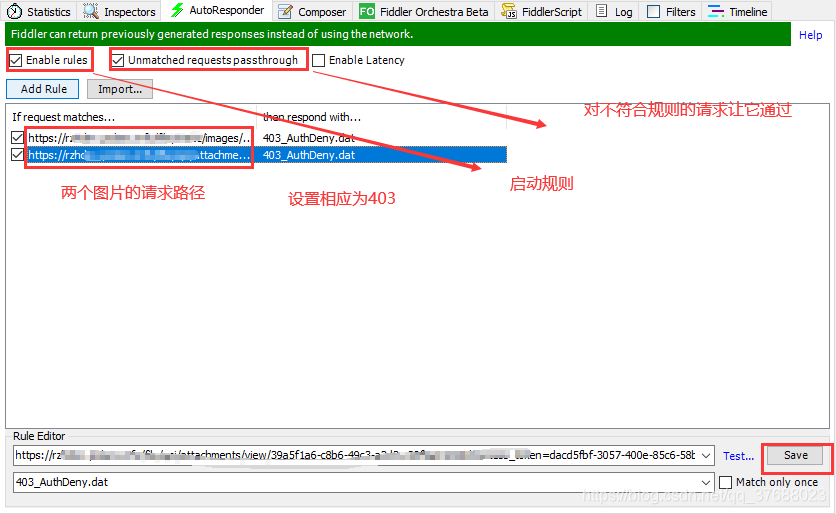 Statistics Inspectors AutoResponder Composer FO Fiddler Orchestra Beta FiddlerScript Log Filters Timeline
Fiddler can return previously generated responses instead of using the network. Help
Enable rules Unmatched requests passthrough Enable Latency
Add Rule Import...
对不符合规则的请求让它通过
If request matches... then respond with...
https://rz /images/... 403_AuthDeny.dat
https://rzh attachme... 403_AuthDeny.dat
启动规则
两个图片的请求路径 设置相应为403
Rule Editor
https://rz attachments/view/39a5f1a6-c8b6-49c3- token=dacd5fbf-3057-400e-85c6-58b Test... Save
403_AuthDeny.dat Match only once
https://blog.csdn.net/qq_37688023